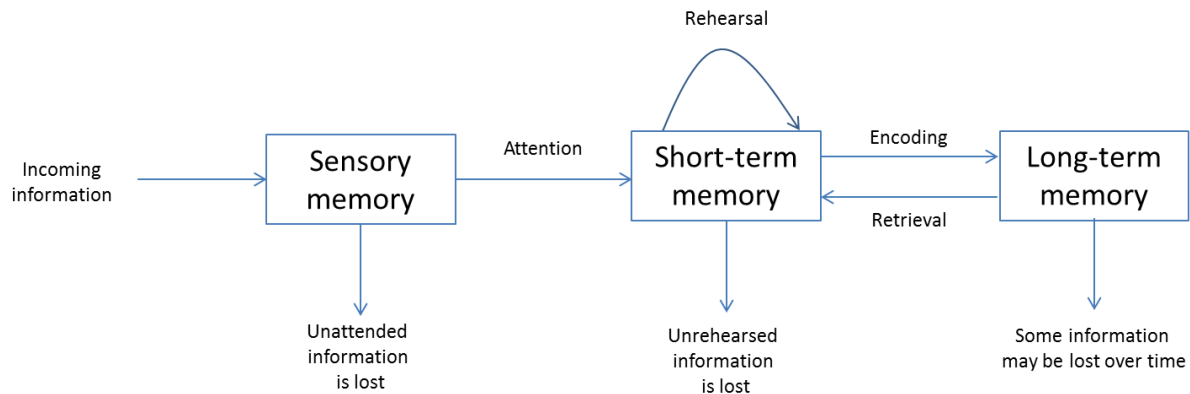 Rehearsal
Incoming
information
Sensory
memory
Attention
Short-term
memory
Encoding
Retrieval
Long-term
memory
Unattended
information
is lost
Unrehearsed
information
is lost
Some information
may be lost over time